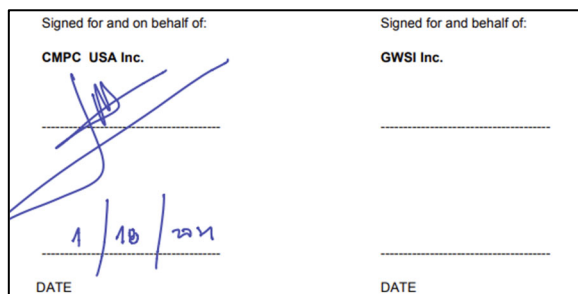 Signed for and on behalf of:
Signed for and behalf of:
CMPC USA Inc.
GWSI Inc.
1 / 10 / 2021
DATE
DATE